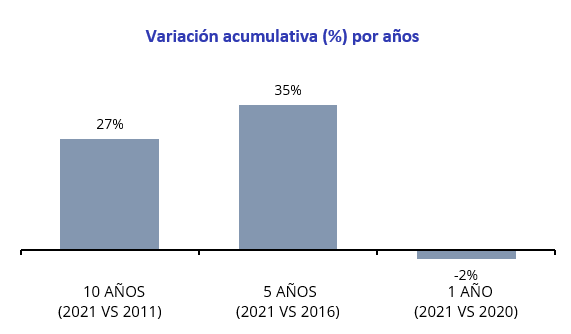 Variación acumulativa (%) por años
27%
35%
-2%
10 AÑOS
(2021 VS 2011)
5 AÑOS
(2021 VS 2016)
1 AÑO
(2021 VS 2020)